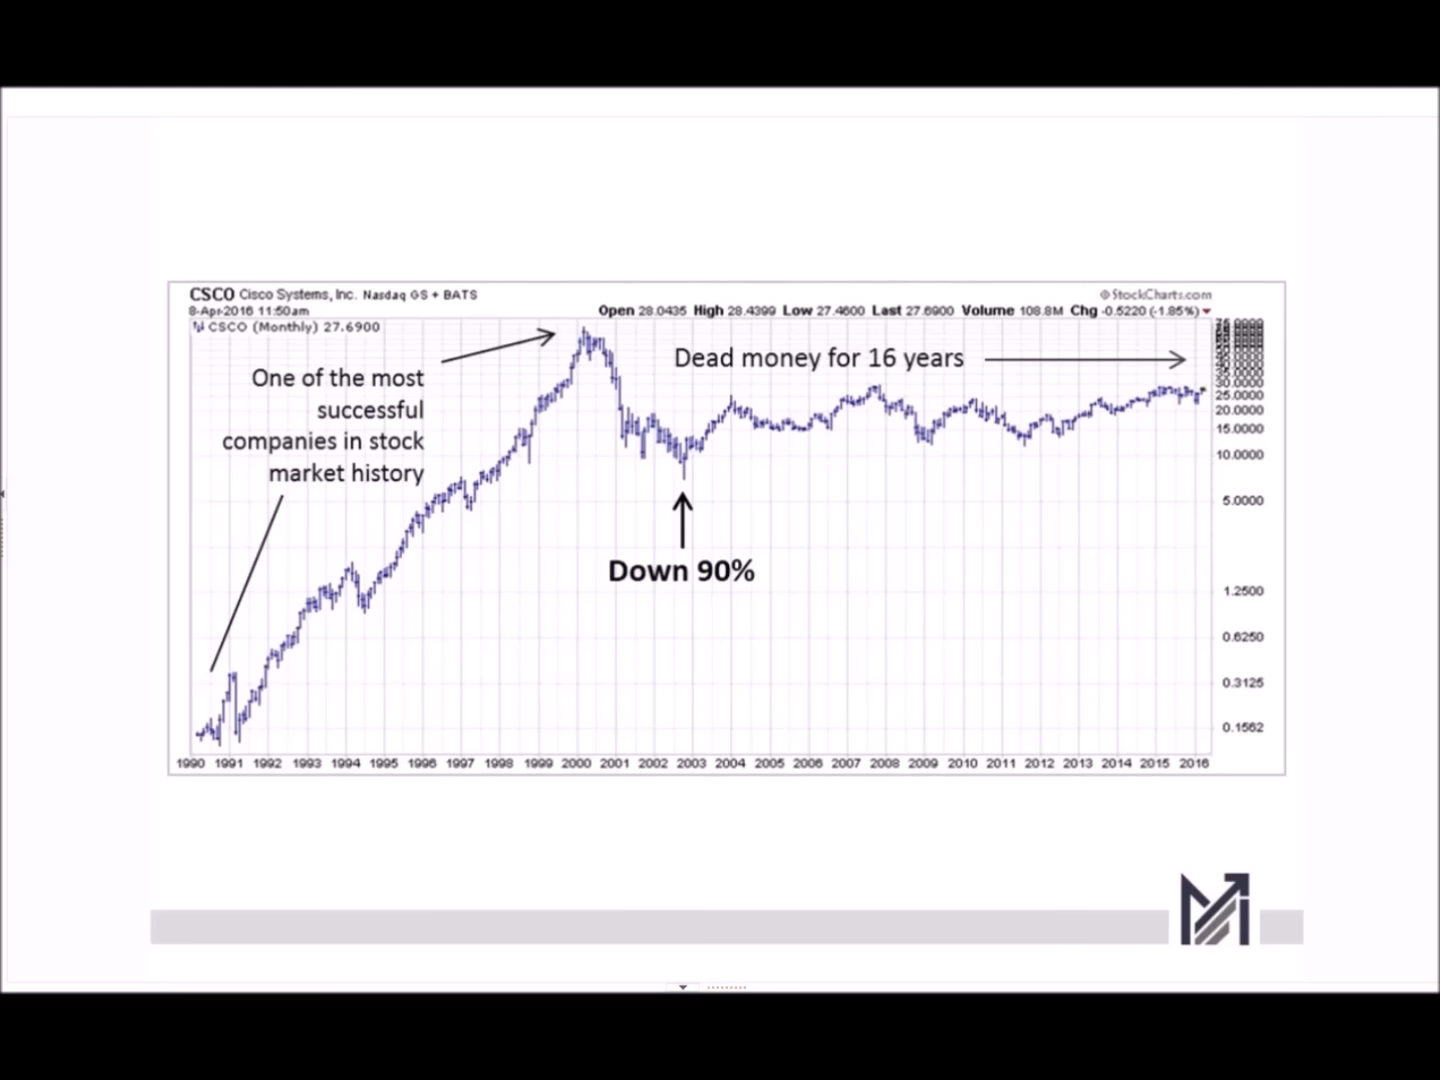 CSCO Cisco Systems, Inc. Nasdaq GS + BATS
© StockCharts.com
8-Apr-2016 11:50am
Open 28.0435 High 28.4399 Low 27.4600 Last 27.6900 Volume 108.8M Chg -0.5220 (-1.85%)
CSCO (Monthly) 27.6900
One of the most
successful
companies in stock
market history
Dead money for 16 years
Down 90%
30.0000
25.0000
20.0000
15.0000
10.0000
5.0000
1.2500
0.6250
0.3125
0.1562
1990 1991 1992 1993 1994 1995 1996 1997 1998 1999 2000 2001 2002 2003 2004 2005 2006 2007 2008 2009 2010 2011 2012 2013 2014 2015 2016